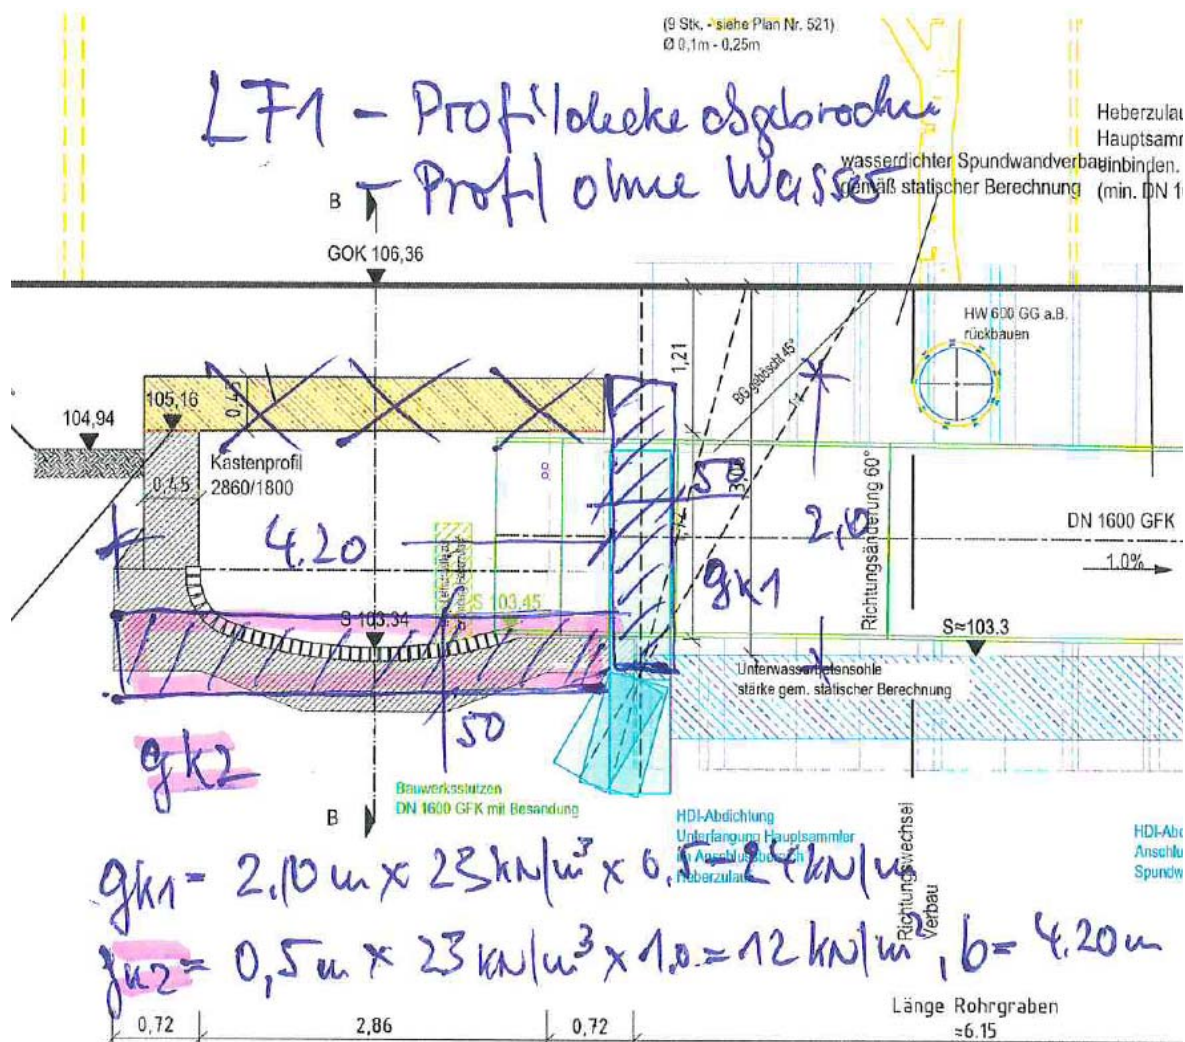 (9 Stk. - siehe Plan Nr. 521)
Ø 0,1m - 0,25m
LF1 - Profildecke abgebrochen
- Profil ohne Wasser
Heberzulau
Hauptsamm
einbinden.
(min. DN 1
wasserdichter Spundwandverbau
gemäß statischer Berechnung
B
GOK 106,36
HW 600 GG a.B.
rückbauen
1,21
BG geböscht 45°
1:1
105,16
0,45
104,94
Kastenprofil
2860/1800
0,45
50
4.20
2,10
gk1
Richtungsänderung 60°
DN 1600 GFK
1.0%
S 103,34
S 103,45
S≈103.3
Unterwasserbetonsohle
stärke gem. statischer Berechnung
50
gk2
Bauwerksstutzen
DN 1600 GFK mit Besandung
B
HDI-Abdichtung
Unterfangung Hauptsammler
im Anschlussbereich
Heberzulauf
Richtungswechsel
Verbau
HDI-Abd
Anschlu
Spundw
gk1 = 2,10 m x 23 kN/m³ x 0,5 = 24 kN/m
gk2 = 0,5 m x 23 kN/m³ x 1,0 = 12 kN/m², b = 4.20 m
Länge Rohrgraben
≈6.15
0,72
2,86
0,72